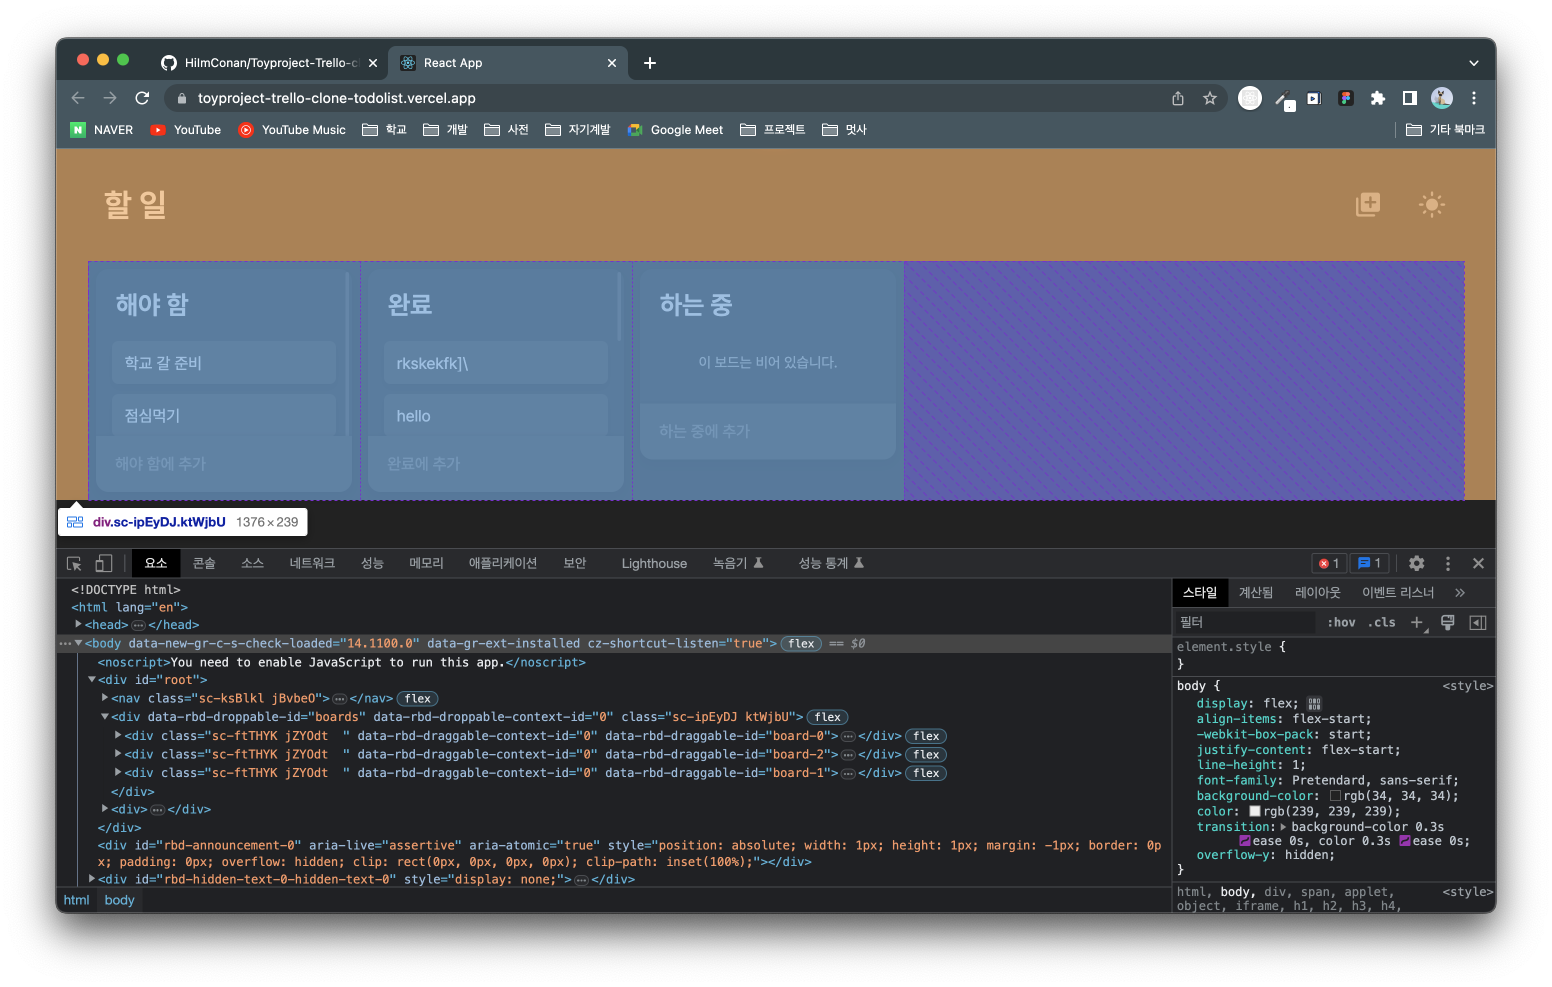 HiImConan/Toyproject-Trello-c
React App
toyproject-trello-clone-todolist.vercel.app
NAVER
YouTube
YouTube Music
학교
개발
사전
자기계발
Google Meet
프로젝트
멋사
기타 북마크
할 일
해야 함
학교 갈 준비
점심먹기
해야 함에 추가
완료
rkskekfk]\
hello
완료에 추가
하는 중
이 보드는 비어 있습니다.
하는 중에 추가
div.sc-ipEyDJ.ktWjbU 1376×239
요소 콘솔 소스 네트워크 성능 메모리 애플리케이션 보안 Lighthouse 녹음기 성능 통계 1 1
<!DOCTYPE html>
<html lang="en">
<head>…</head>
…<body data-new-gr-c-s-check-loaded="14.1100.0" data-gr-ext-installed cz-shortcut-listen="true"> flex == $0
<noscript>You need to enable JavaScript to run this app.</noscript>
<div id="root">
<nav class="sc-ksBlkl jBvbeO">…</nav> flex
<div data-rbd-droppable-id="boards" data-rbd-droppable-context-id="0" class="sc-ipEyDJ ktWjbU"> flex
<div class="sc-ftTHYK jZYOdt  " data-rbd-draggable-context-id="0" data-rbd-draggable-id="board-0">…</div> flex
<div class="sc-ftTHYK jZYOdt  " data-rbd-draggable-context-id="0" data-rbd-draggable-id="board-2">…</div> flex
<div class="sc-ftTHYK jZYOdt  " data-rbd-draggable-context-id="0" data-rbd-draggable-id="board-1">…</div> flex
</div>
<div>…</div>
</div>
<div id="rbd-announcement-0" aria-live="assertive" aria-atomic="true" style="position: absolute; width: 1px; height: 1px; margin: -1px; border: 0p
x; padding: 0px; overflow: hidden; clip: rect(0px, 0px, 0px, 0px); clip-path: inset(100%);"></div>
<div id="rbd-hidden-text-0-hidden-text-0" style="display: none;">…</div>
html body
스타일 계산됨 레이아웃 이벤트 리스너 »
필터 :hov .cls
element.style {
}
body { <style>
display: flex;
align-items: flex-start;
-webkit-box-pack: start;
justify-content: flex-start;
line-height: 1;
font-family: Pretendard, sans-serif;
background-color: rgb(34, 34, 34);
color: rgb(239, 239, 239);
transition: background-color 0.3s
ease 0s, color 0.3s ease 0s;
overflow-y: hidden;
}
html, body, div, span, applet, <style>
object, iframe, h1, h2, h3, h4,